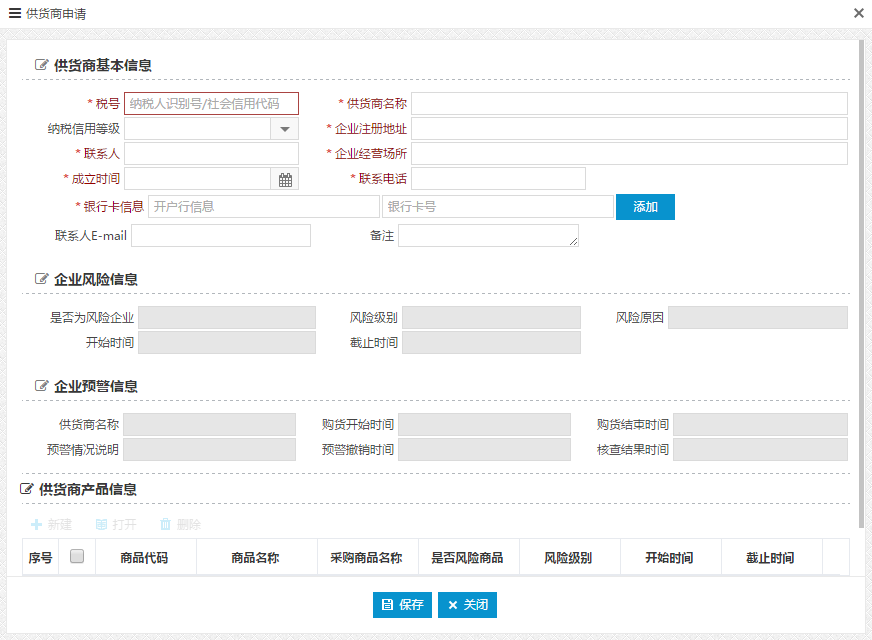 供货商申请
供货商基本信息
* 税号 纳税人识别号/社会信用代码 * 供货商名称
纳税信用等级 * 企业注册地址
* 联系人 * 企业经营场所
* 成立时间 * 联系电话
* 银行卡信息 开户行信息 银行卡号 添加
联系人E-mail 备注
企业风险信息
是否为风险企业 风险级别 风险原因
开始时间 截止时间
企业预警信息
供货商名称 购货开始时间 购货结束时间
预警情况说明 预警撤销时间 核查结果时间
供货商产品信息
新建 打开 删除
序号 商品代码 商品名称 采购商品名称 是否风险商品 风险级别 开始时间 截止时间
保存 关闭